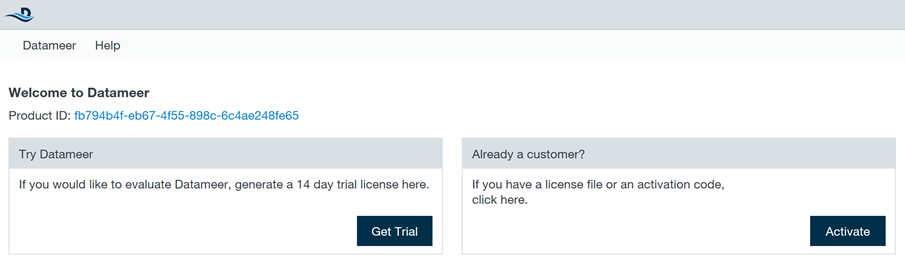 Datameer Help
Welcome to Datameer
Product ID: fb794b4f-eb67-4f55-898c-6c4ae248fe65
Try Datameer
If you would like to evaluate Datameer, generate a 14 day trial license here.
Get Trial
Already a customer?
If you have a license file or an activation code,
click here.
Activate